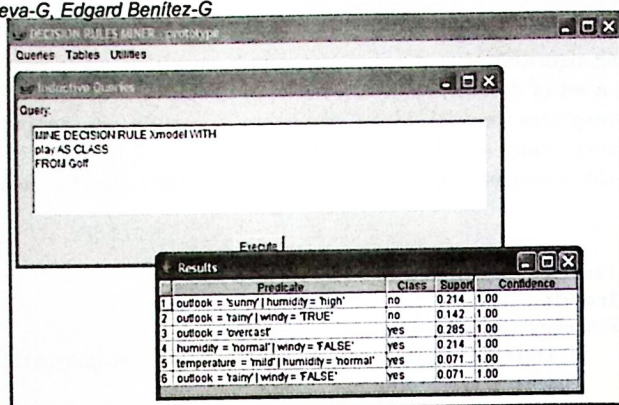 eva-G, Edgard Benítez-G
DECISION RULES MINER - prototype
Queries Tables Utilities
Inductive Queries
Query:
MINE DECISION RULE Xmodel WITH
play AS CLASS
FROM Golf
Execute
Results
Predicate Class Suport Confidence
1 outlook = 'sunny' | humidity = 'high' no 0.214... 1.00
2 outlook = 'rainy' | windy = 'TRUE' no 0.142... 1.00
3 outlook = 'overcast' yes 0.285... 1.00
4 humidity = 'normal' | windy = 'FALSE' yes 0.214... 1.00
5 temperature = 'mild' | humidity = 'normal' yes 0.071... 1.00
6 outlook = 'rainy' | windy = 'FALSE' yes 0.071... 1.00